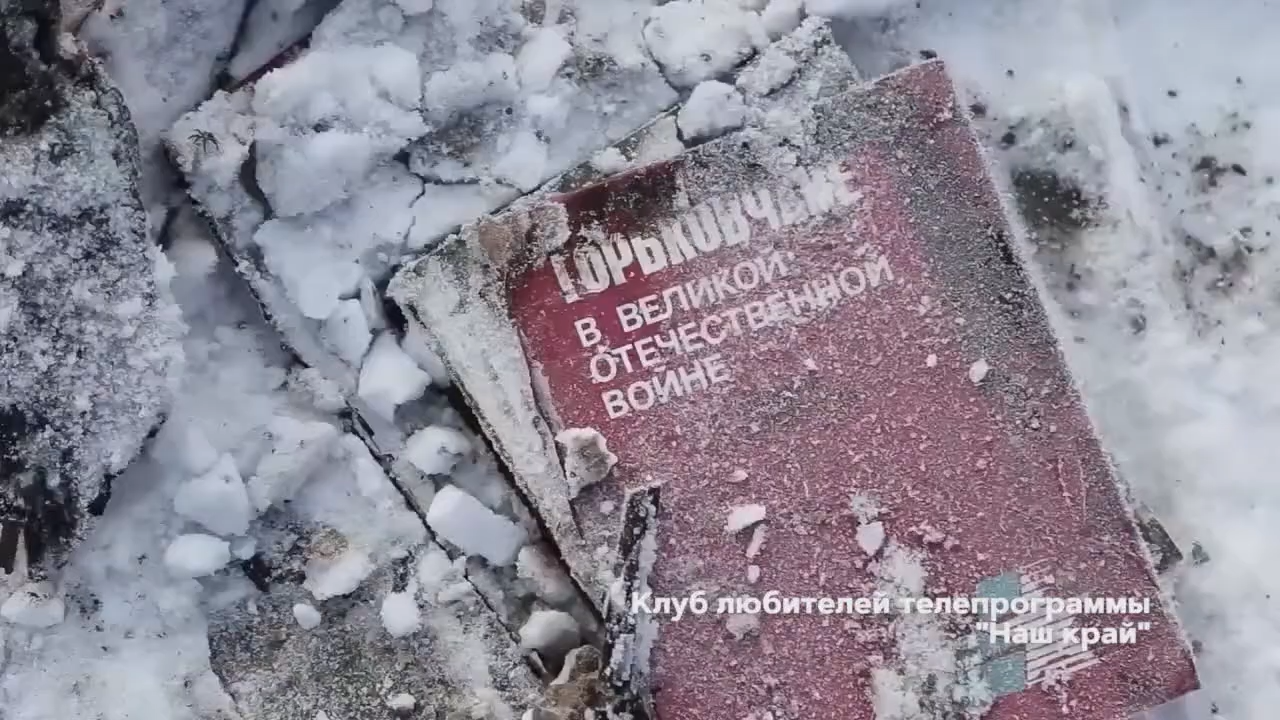 ГОРЬКОВЧАНЕ
В ВЕЛИКОЙ
ОТЕЧЕСТВЕННОЙ
ВОЙНЕ
Клуб любителей телепрограммы
"Наш край"